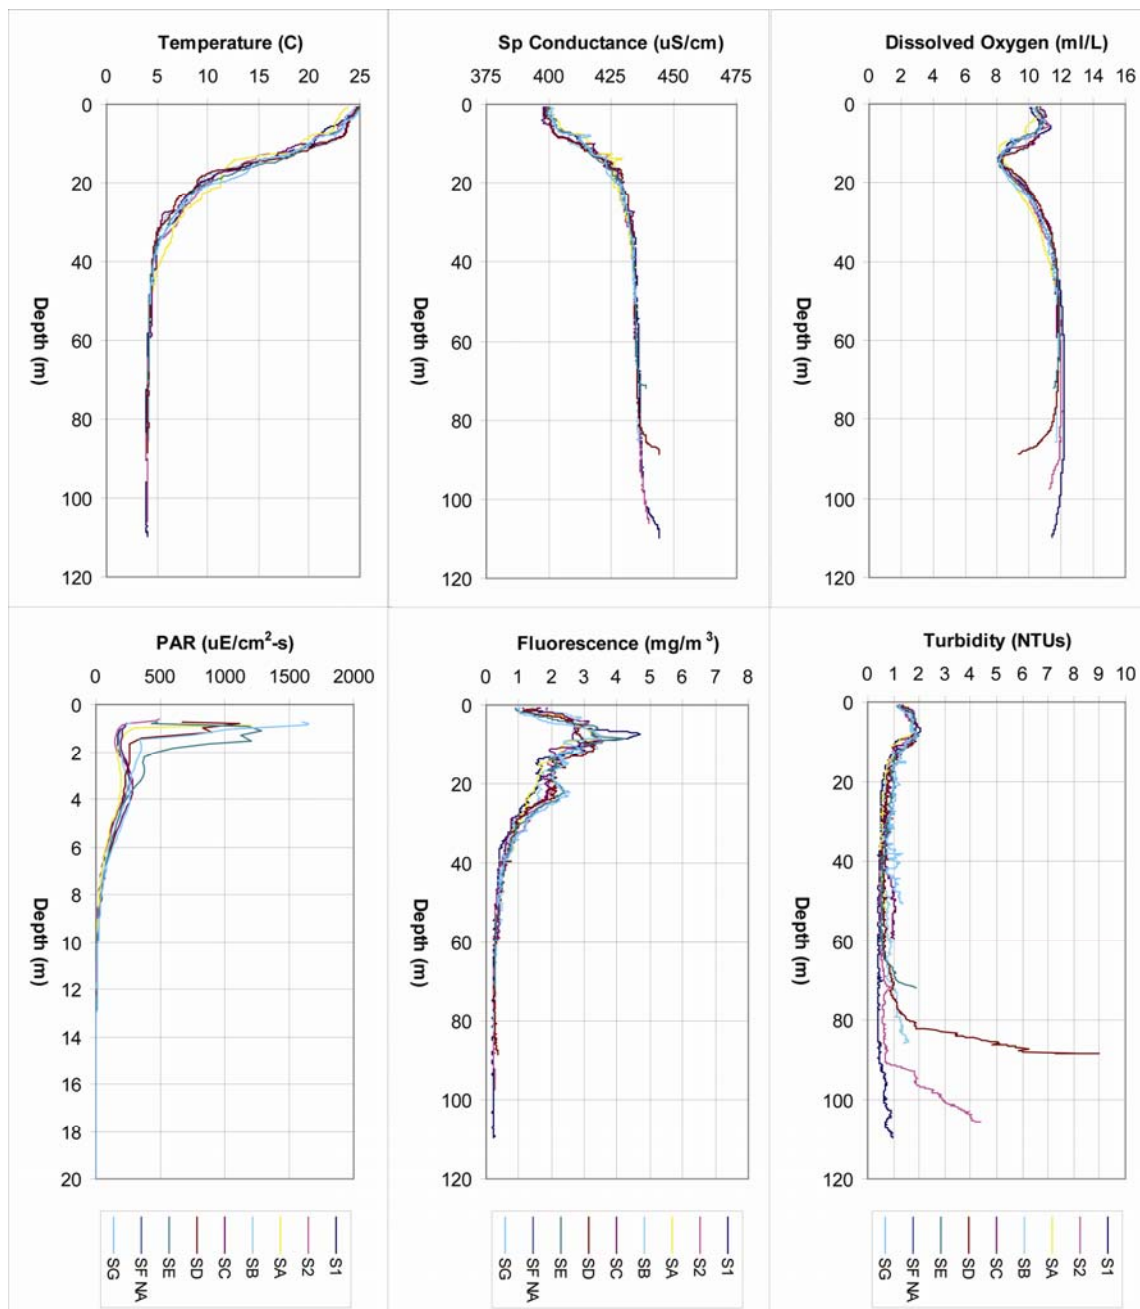 Temperature (C)
0 5 10 15 20 25
0
20
40
60
80
100
120
Depth (m)
Sp Conductance (uS/cm)
375 400 425 450 475
0
20
40
60
80
100
120
Depth (m)
Dissolved Oxygen (ml/L)
0 2 4 6 8 10 12 14 16
0
20
40
60
80
100
120
Depth (m)
PAR (uE/cm²-s)
0 500 1000 1500 2000
0
2
4
6
8
10
12
14
16
18
20
Depth (m)
SG
SF NA
SE
SD
SC
SB
SA
S2
S1
Fluorescence (mg/m³)
0 1 2 3 4 5 6 7 8
0
20
40
60
80
100
120
Depth (m)
SG
SF NA
SE
SD
SC
SB
SA
S2
S1
Turbidity (NTUs)
0 1 2 3 4 5 6 7 8 9 10
0
20
40
60
80
100
120
Depth (m)
SG
SF NA
SE
SD
SC
SB
SA
S2
S1